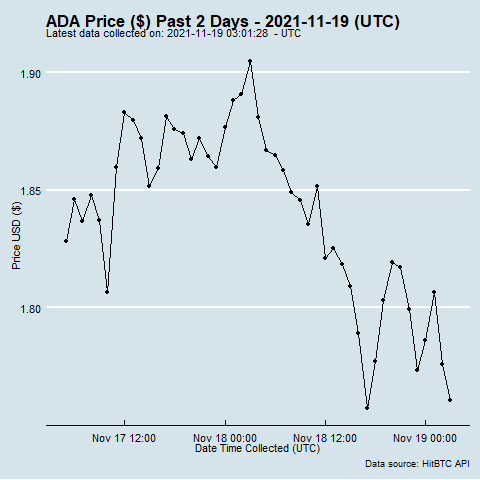 ADA Price ($) Past 2 Days - 2021-11-19 (UTC)
Latest data collected on: 2021-11-19 03:01:28  - UTC
1.90
1.85
1.80
Price USD ($)
Nov 17 12:00 Nov 18 00:00 Nov 18 12:00 Nov 19 00:00
Date Time Collected (UTC)
Data source: HitBTC API